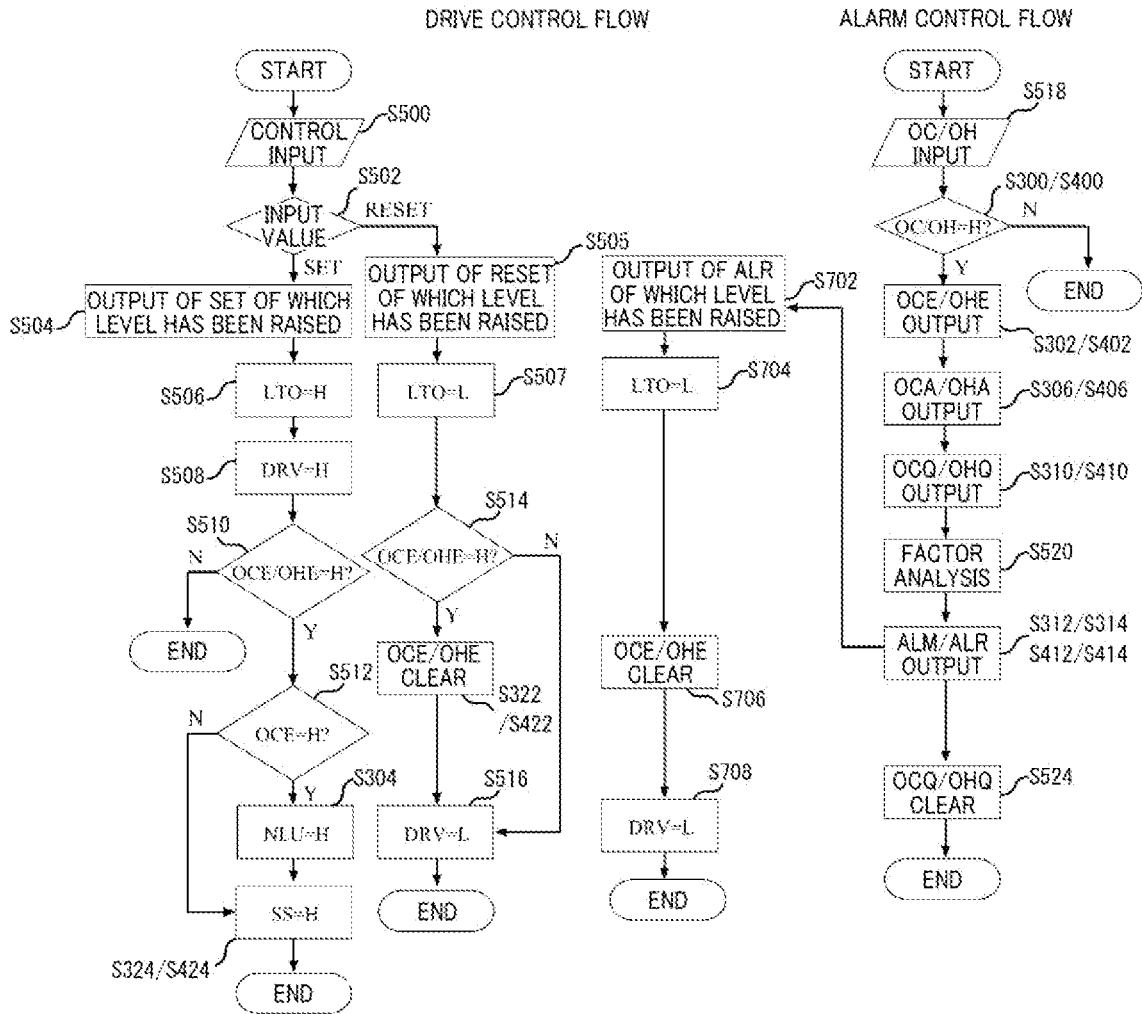 DRIVE CONTROL FLOW
ALARM CONTROL FLOW
START
CONTROL
INPUT
S500
INPUT
VALUE
S502
RESET
SET
OUTPUT OF SET OF WHICH
LEVEL HAS BEEN RAISED
S504
OUTPUT OF RESET
OF WHICH LEVEL
HAS BEEN RAISED
S505
LTO=H
S506
LTO=L
S507
DRV=H
S508
S510
OCE/OHE=H?
N
Y
END
S514
OCE/OHE=H?
N
Y
OCE/OHE
CLEAR
S322
/S422
S512
OCE=H?
N
Y
S304
NLU=H
S516
DRV=L
END
SS=H
S324/S424
END
OUTPUT OF ALR
OF WHICH LEVEL
HAS BEEN RAISED
S702
LTO=L
S704
OCE/OHE
CLEAR
S706
S708
DRV=L
END
START
S518
OC/OH
INPUT
S300/S400
OC/OH=H?
N
Y
END
OCE/OHE
OUTPUT
S302/S402
OCA/OHA
OUTPUT
S306/S406
OCQ/OHQ
OUTPUT
S310/S410
FACTOR
ANALYSIS
S520
ALM/ALR
OUTPUT
S312/S314
S412/S414
OCQ/OHQ
CLEAR
S524
END